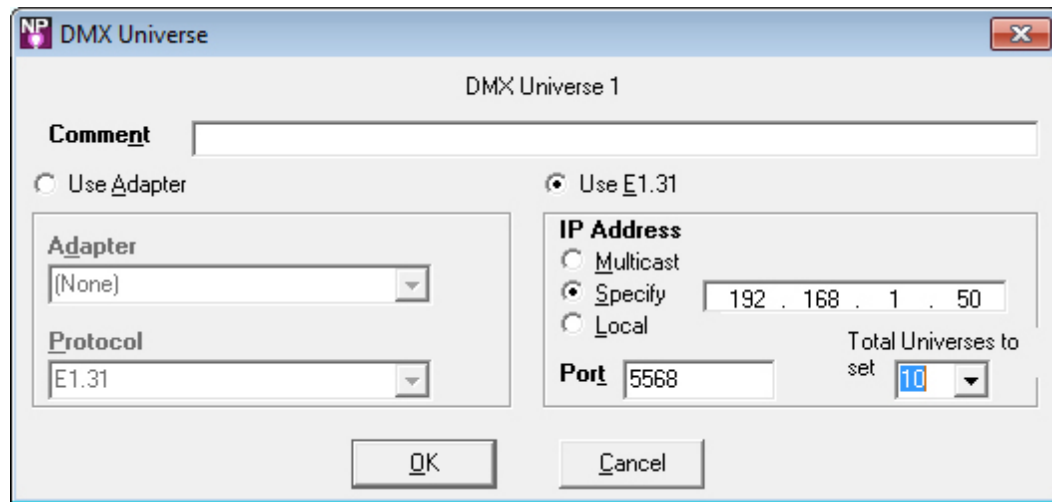 NP DMX Universe
DMX Universe 1
Comment
Use Adapter
Use E1.31
Adapter
(None)
Protocol
E1.31
IP Address
Multicast
Specify 192 . 168 . 1 . 50
Local
Total Universes to
set 10
Port 5568
OK
Cancel